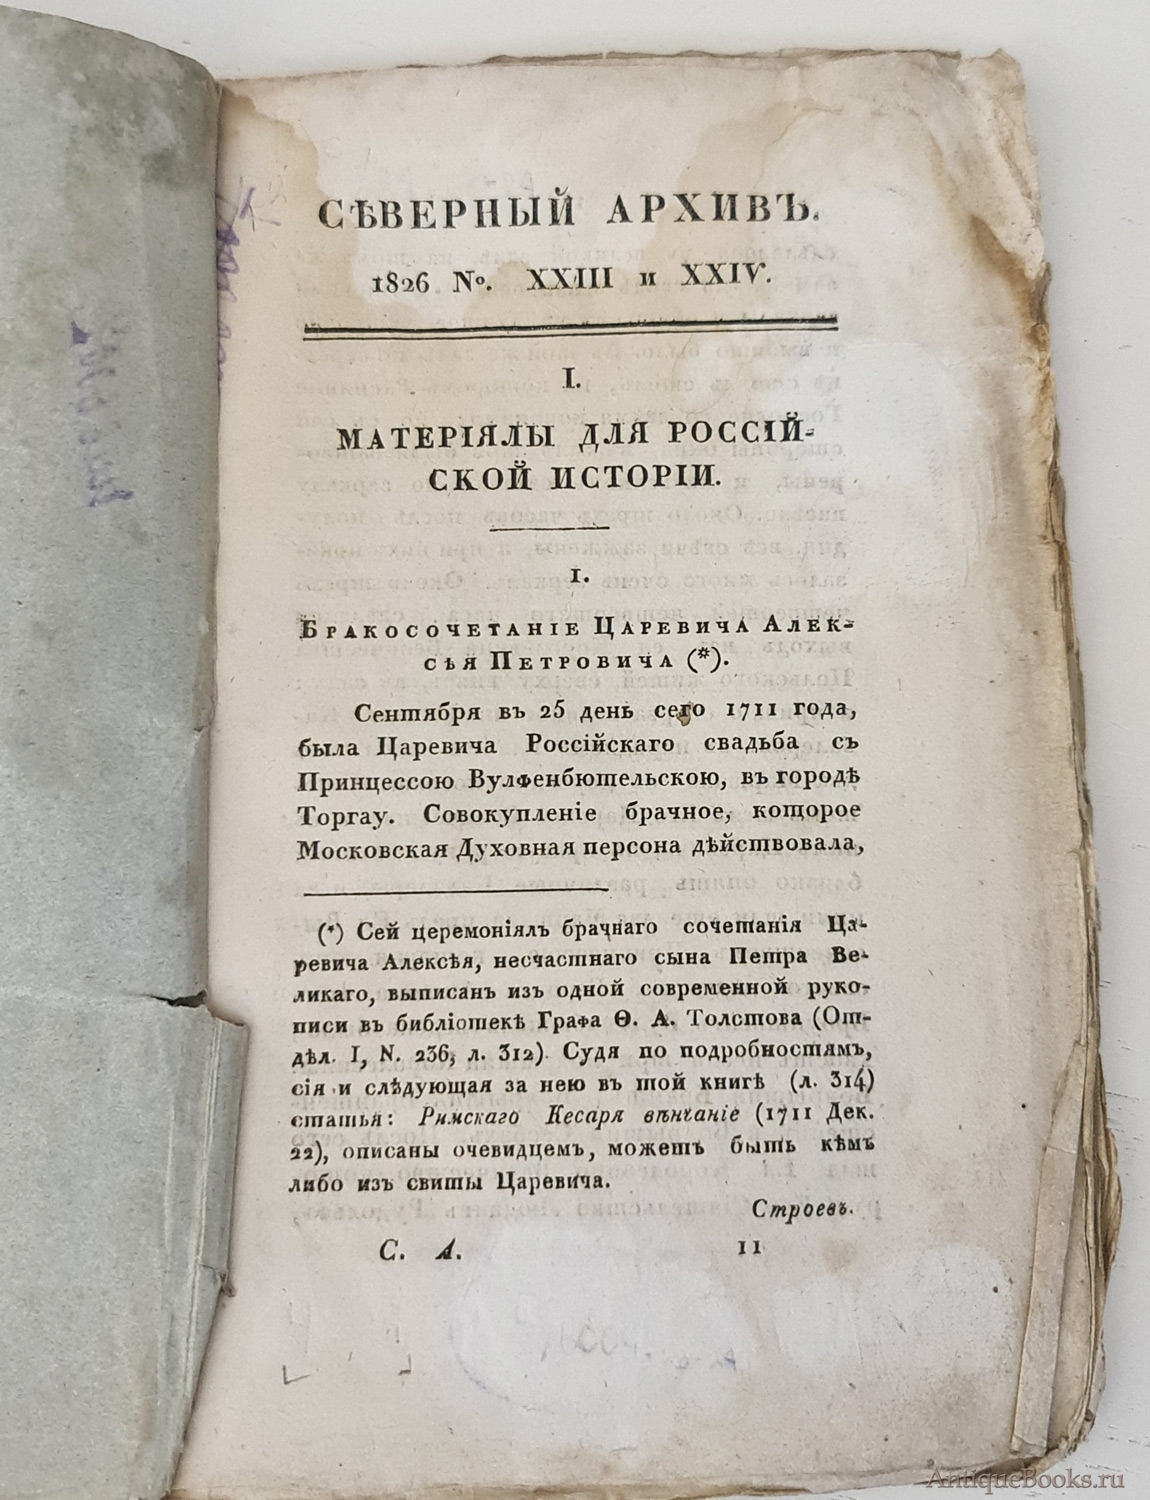 СѢВЕРНЫЙ АРХИВЪ.
1826 No. XXIII и XXIV.
I.
МАТЕРІЯЛЫ ДЛЯ РОССІЙ-
СКОЙ ИСТОРІИ.
1.
Бракосочетаніе Царевича Алек-
сѣя Петровича (*).
Сентября въ 25 день сего 1711 года,
была Царевича Россійскаго свадьба съ
Принцессою Вулфенбютельскою, въ городѣ
Торгау. Совокупленіе брачное, которое
Московская Духовная персона дѣйствовала,
(*) Сей церемоніялъ брачнаго сочетанія Ца-
ревича Алексѣя, несчастнаго сына Петра Ве-
ликаго, выписанъ изъ одной современной руко-
писи въ библіотекѣ Графа Ѳ. А. Толстова (От-
дѣл. I, N. 236, л. 312). Судя по подробностямъ,
сія и слѣдующая за нею въ той книгѣ (л. 314)
статья: Римскаго Кесаря вѣнчаніе (1711 Дек.
22), описаны очевидцемъ, можетъ быть кѣмъ
либо изъ свиты Царевича.
Строевъ.
С. А. 11
AntiqueBooks.ru